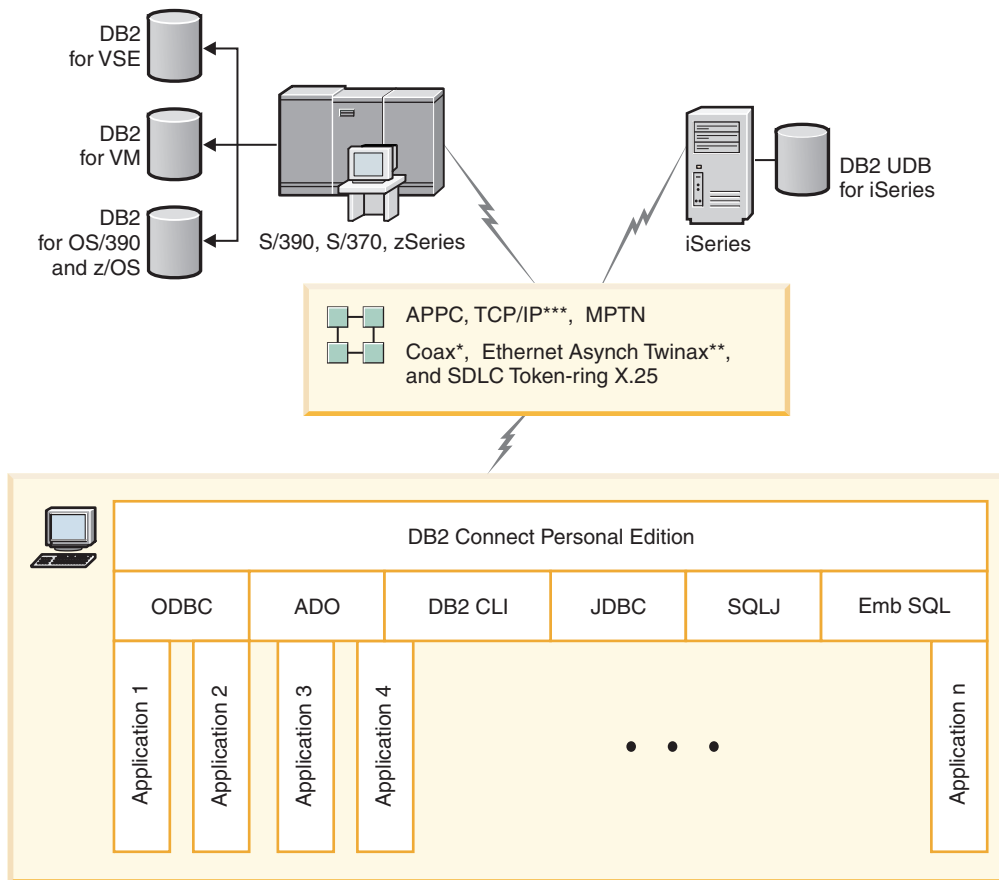 DB2
for VSE
DB2
for VM
DB2
for OS/390
and z/OS
S/390, S/370, zSeries
iSeries
DB2 UDB
for iSeries
APPC, TCP/IP***, MPTN
Coax*, Ethernet Asynch Twinax**,
and SDLC Token-ring X.25
DB2 Connect Personal Edition
ODBC
ADO
DB2 CLI
JDBC
SQLJ
Emb SQL
Application 1
Application 2
Application 3
Application 4
• • •
Application n